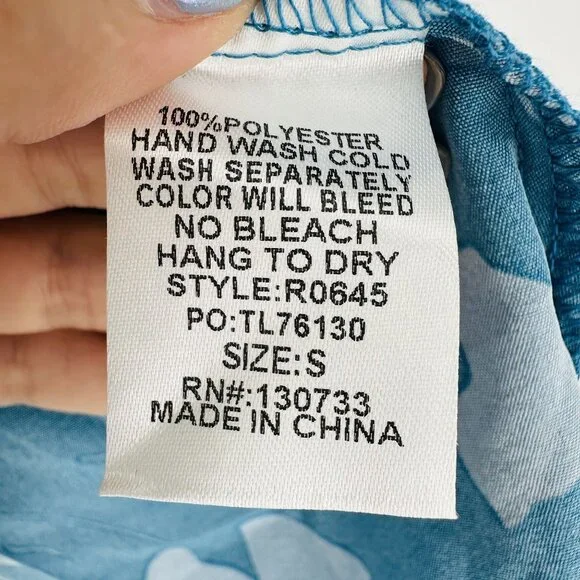 100%POLYESTER
HAND WASH COLD
WASH SEPARATELY
COLOR WILL BLEED
NO BLEACH
HANG TO DRY
STYLE:R0645
PO:TL76130
SIZE:S
RN#:130733
MADE IN CHINA